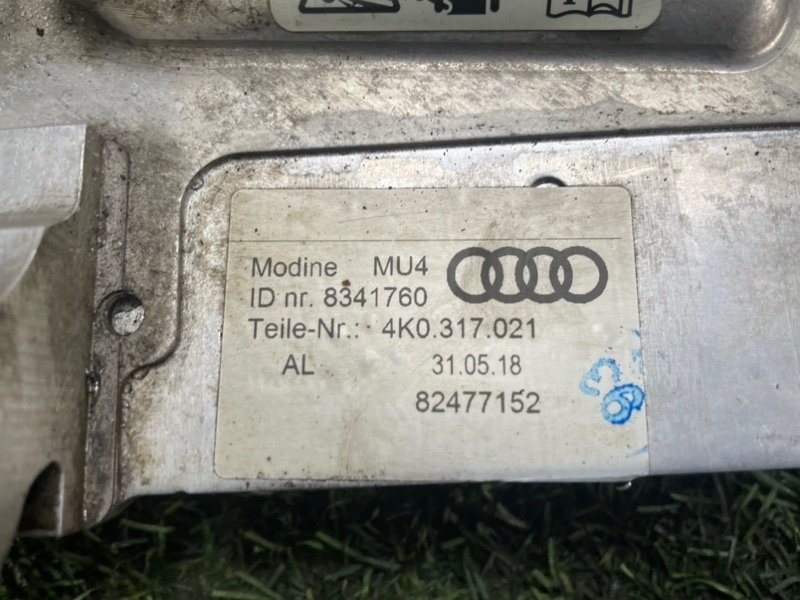 Modine MU4
ID nr. 8341760
Teile-Nr.: 4K0.317.021
AL 31.05.18
82477152